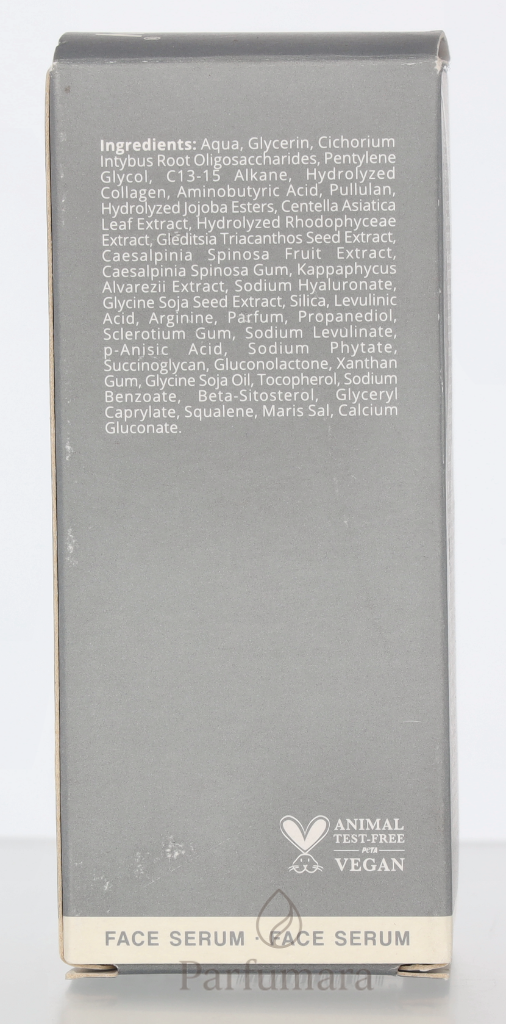 Ingredients: Aqua, Glycerin, Cichorium
Intybus Root Oligosaccharides, Pentylene
Glycol, C13-15 Alkane, Hydrolyzed
Collagen, Aminobutyric Acid, Pullulan,
Hydrolyzed Jojoba Esters, Centella Asiatica
Leaf Extract, Hydrolyzed Rhodophyceae
Extract, Gleditsia Triacanthos Seed Extract,
Caesalpinia Spinosa Fruit Extract,
Caesalpinia Spinosa Gum, Kappaphycus
Alvarezii Extract, Sodium Hyaluronate,
Glycine Soja Seed Extract, Silica, Levulinic
Acid, Arginine, Parfum, Propanediol,
Sclerotium Gum, Sodium Levulinate,
p-Anisic Acid, Sodium Phytate,
Succinoglycan, Gluconolactone, Xanthan
Gum, Glycine Soja Oil, Tocopherol, Sodium
Benzoate, Beta-Sitosterol, Glyceryl
Caprylate, Squalene, Maris Sal, Calcium
Gluconate.
ANIMAL
TEST-FREE
PETA
VEGAN
FACE SERUM · FACE SERUM
Parfumara